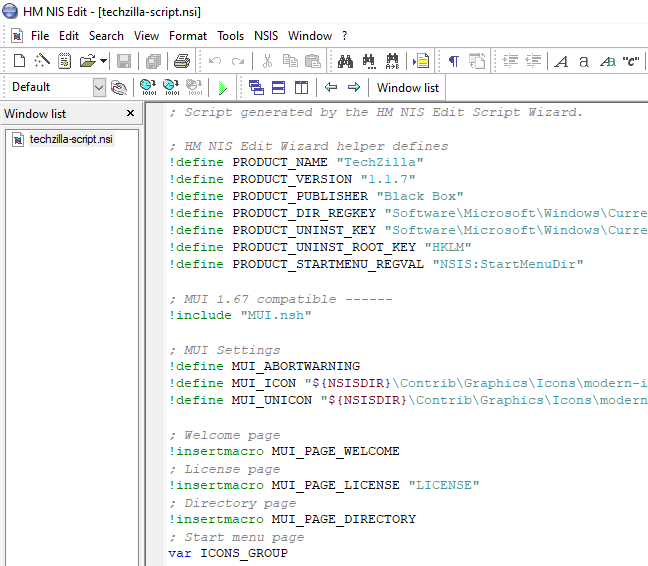 HM NIS Edit - [techzilla-script.nsi]
File Edit Search View Format Tools NSIS Window ?
¶ A a Aa "C"
Default Window list
Window list
techzilla-script.nsi
; Script generated by the HM NIS Edit Script Wizard.
; HM NIS Edit Wizard helper defines
!define PRODUCT_NAME "TechZilla"
!define PRODUCT_VERSION "1.1.7"
!define PRODUCT_PUBLISHER "Black Box"
!define PRODUCT_DIR_REGKEY "Software\Microsoft\Windows\Curre
!define PRODUCT_UNINST_KEY "Software\Microsoft\Windows\Curre
!define PRODUCT_UNINST_ROOT_KEY "HKLM"
!define PRODUCT_STARTMENU_REGVAL "NSIS:StartMenuDir"
; MUI 1.67 compatible ------
!include "MUI.nsh"
; MUI Settings
!define MUI_ABORTWARNING
!define MUI_ICON "${NSISDIR}\Contrib\Graphics\Icons\modern-i
!define MUI_UNICON "${NSISDIR}\Contrib\Graphics\Icons\modern
; Welcome page
!insertmacro MUI_PAGE_WELCOME
; License page
!insertmacro MUI_PAGE_LICENSE "LICENSE"
; Directory page
!insertmacro MUI_PAGE_DIRECTORY
; Start menu page
var ICONS_GROUP